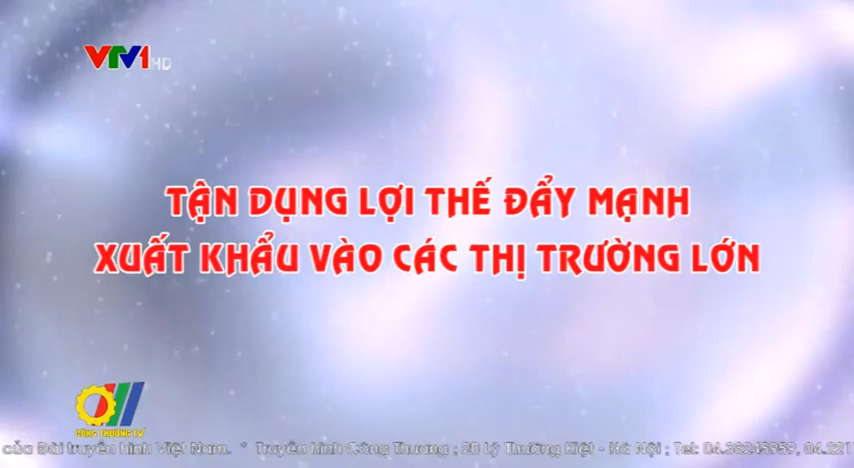 VTV1 HD
TẬN DỤNG LỢI THẾ ĐẨY MẠNH
XUẤT KHẨU VÀO CÁC THỊ TRƯỜNG LỚN
CÔNG THƯƠNG TV
của Đài truyền hình Việt Nam. * Truyền hình Công Thương ; 20 Lý Thường Kiệt - Hà Nội ; Tel: 04.